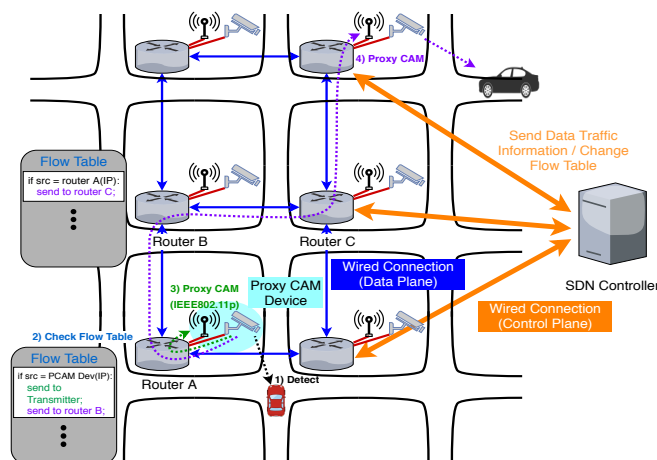 4) Proxy CAM
Send Data Traffic
Information / Change
Flow Table
Flow Table
if src = router A(IP):
send to router C;
Router B
Router C
SDN Controller
3) Proxy CAM
(IEEE802.11p)
Proxy CAM
Device
Wired Connection
(Data Plane)
Wired Connection
(Control Plane)
2) Check Flow Table
Flow Table
if src = PCAM Dev(IP):
send to
Transmitter;
send to router B;
Router A
1) Detect